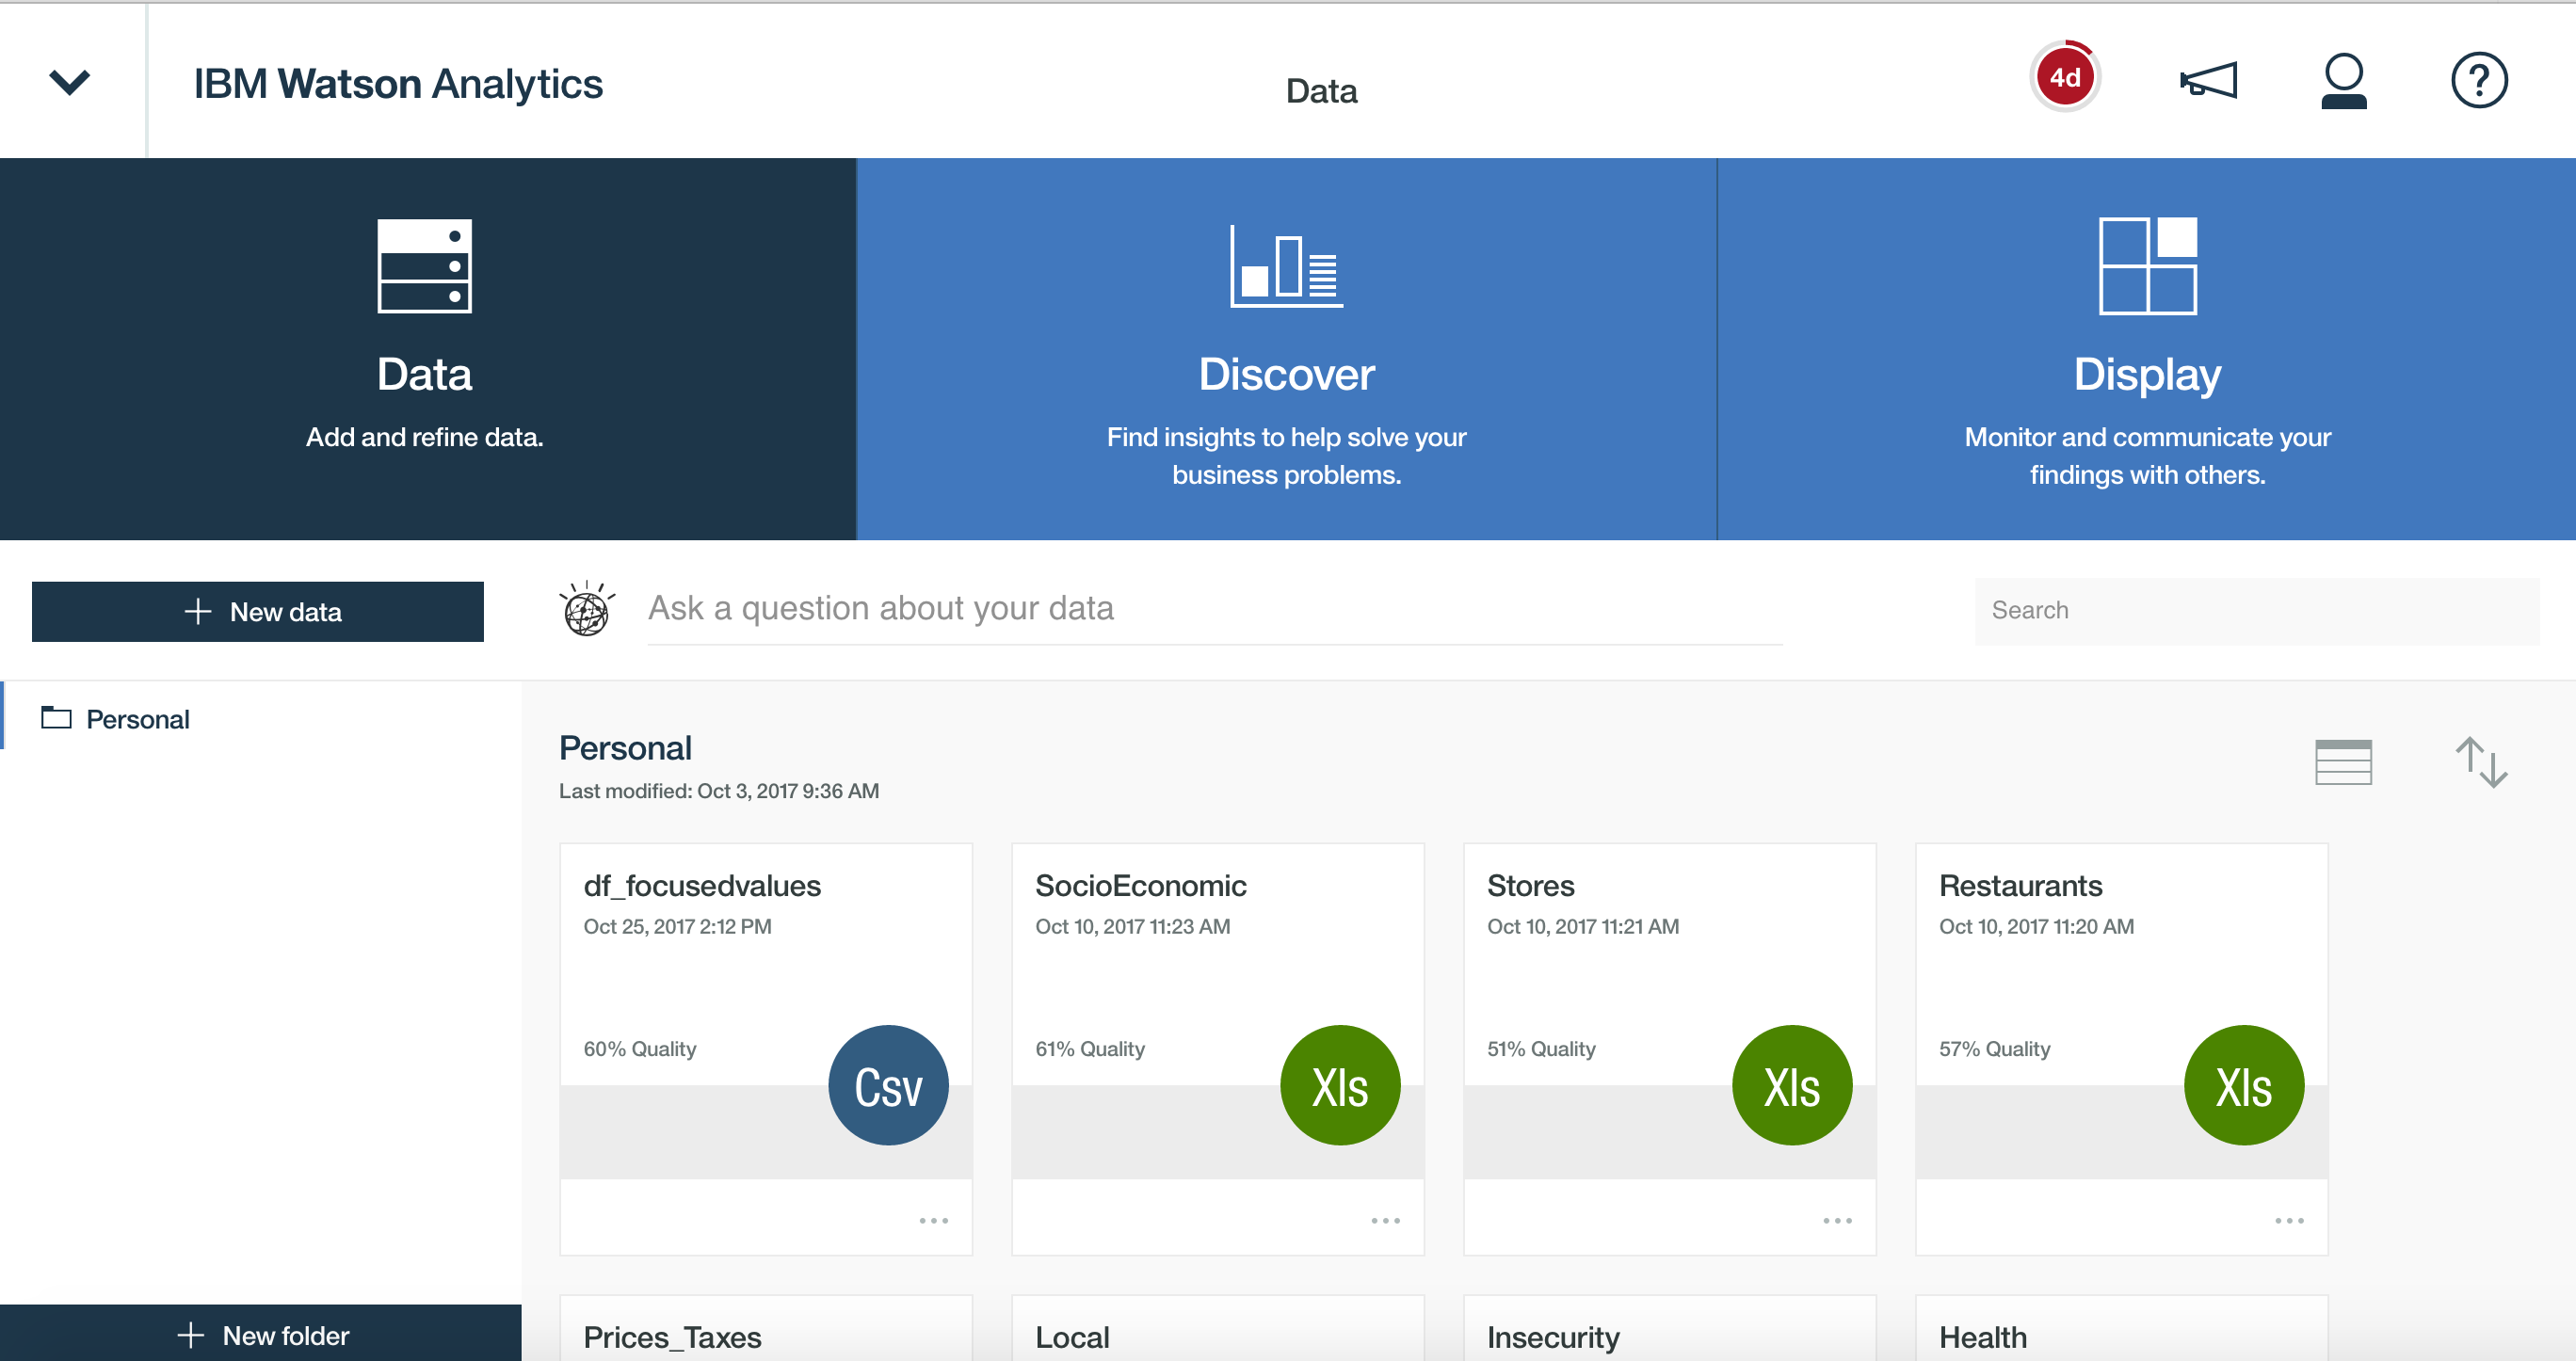 IBM Watson Analytics
Data
4d
?
Data
Add and refine data.
Discover
Find insights to help solve your
business problems.
Display
Monitor and communicate your
findings with others.
+ New data
Ask a question about your data
Search
Personal
Personal
Last modified: Oct 3, 2017 9:36 AM
df_focusedvalues
Oct 25, 2017 2:12 PM
60% Quality
Csv
...
SocioEconomic
Oct 10, 2017 11:23 AM
61% Quality
Xls
...
Stores
Oct 10, 2017 11:21 AM
51% Quality
Xls
...
Restaurants
Oct 10, 2017 11:20 AM
57% Quality
Xls
...
Prices_Taxes
Local
Insecurity
Health
+ New folder